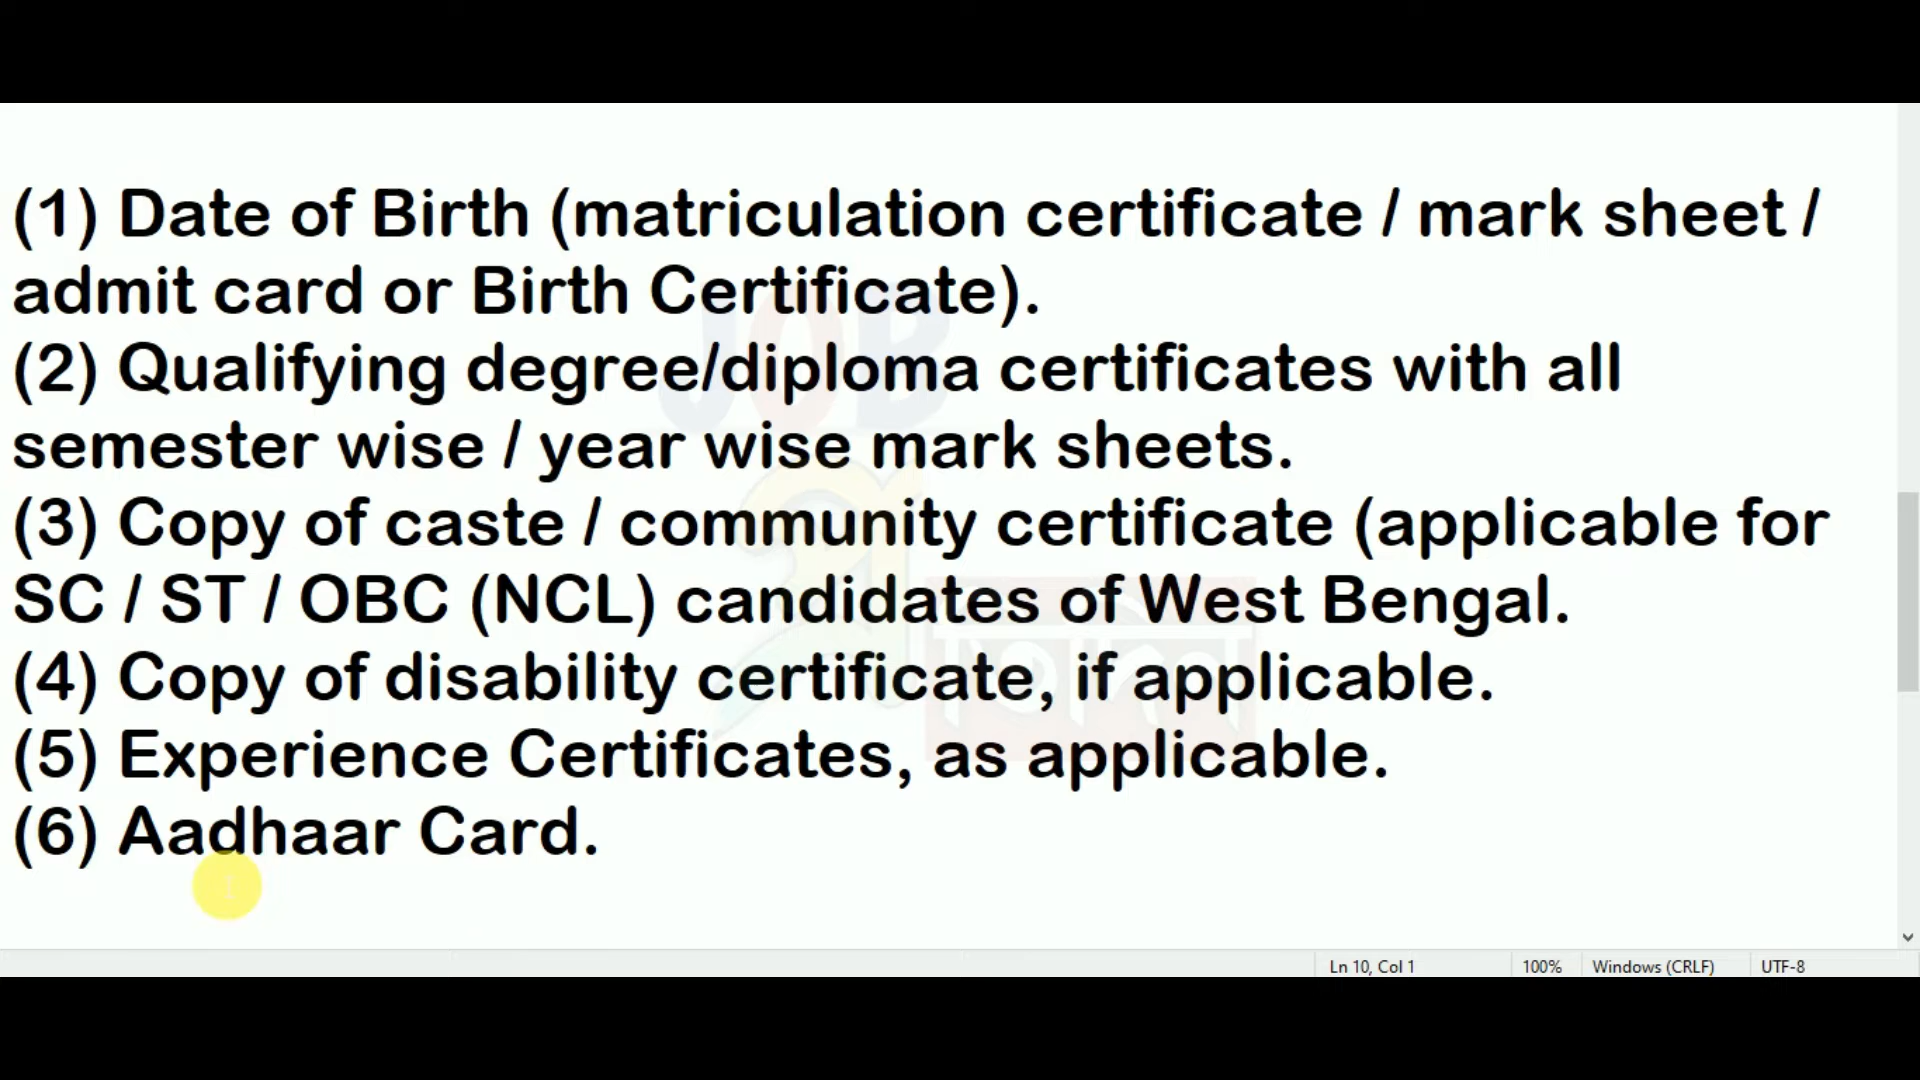 (1) Date of Birth (matriculation certificate / mark sheet /
admit card or Birth Certificate).
(2) Qualifying degree/diploma certificates with all
semester wise / year wise mark sheets.
(3) Copy of caste / community certificate (applicable for
SC / ST / OBC (NCL) candidates of West Bengal.
(4) Copy of disability certificate, if applicable.
(5) Experience Certificates, as applicable.
(6) Aadhaar Card.
JOB
Ln 10, Col 1 100% Windows (CRLF) UTF-8